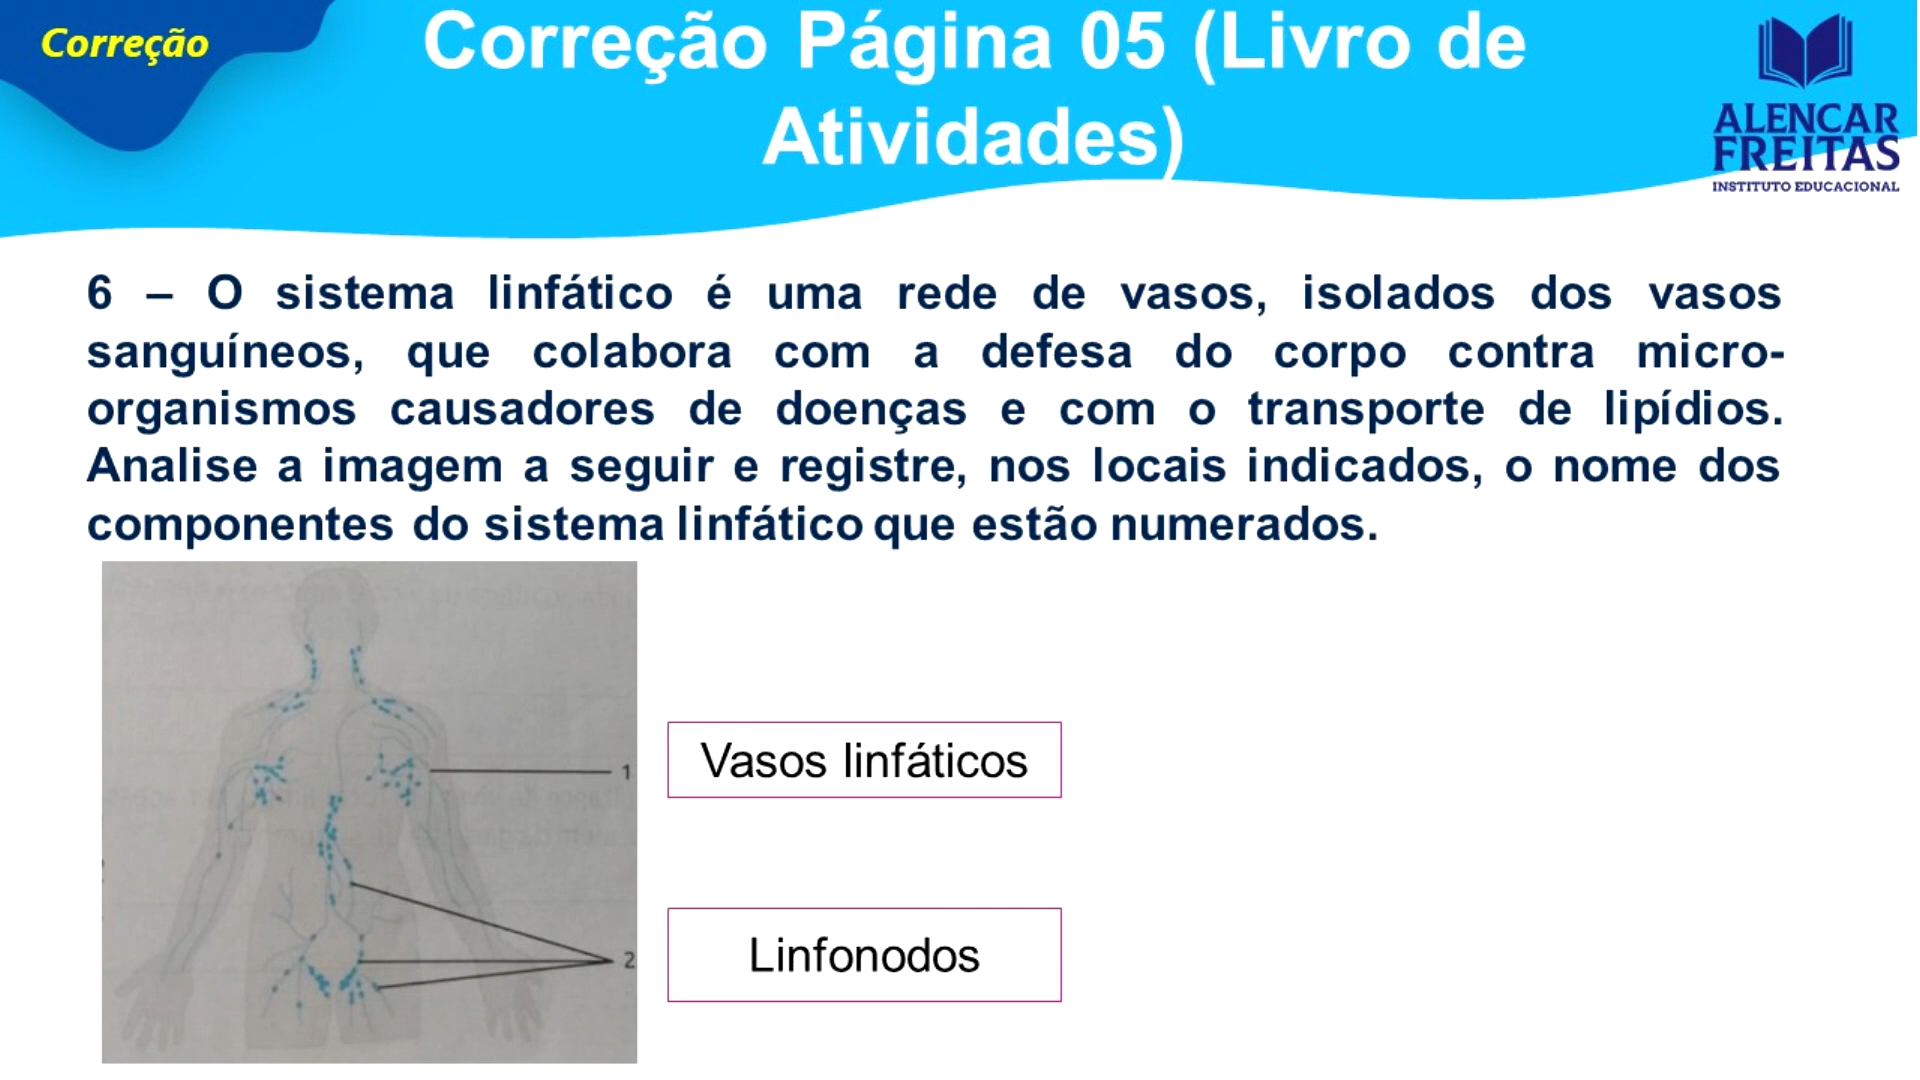 Correção
Correção Página 05 (Livro de
Atividades)
ALENCAR
FREITAS
INSTITUTO EDUCACIONAL
6 – O sistema linfático é uma rede de vasos, isolados dos vasos
sanguíneos, que colabora com a defesa do corpo contra micro-
organismos causadores de doenças e com o transporte de lipídios.
Analise a imagem a seguir e registre, nos locais indicados, o nome dos
componentes do sistema linfático que estão numerados.
1
Vasos linfáticos
2
Linfonodos